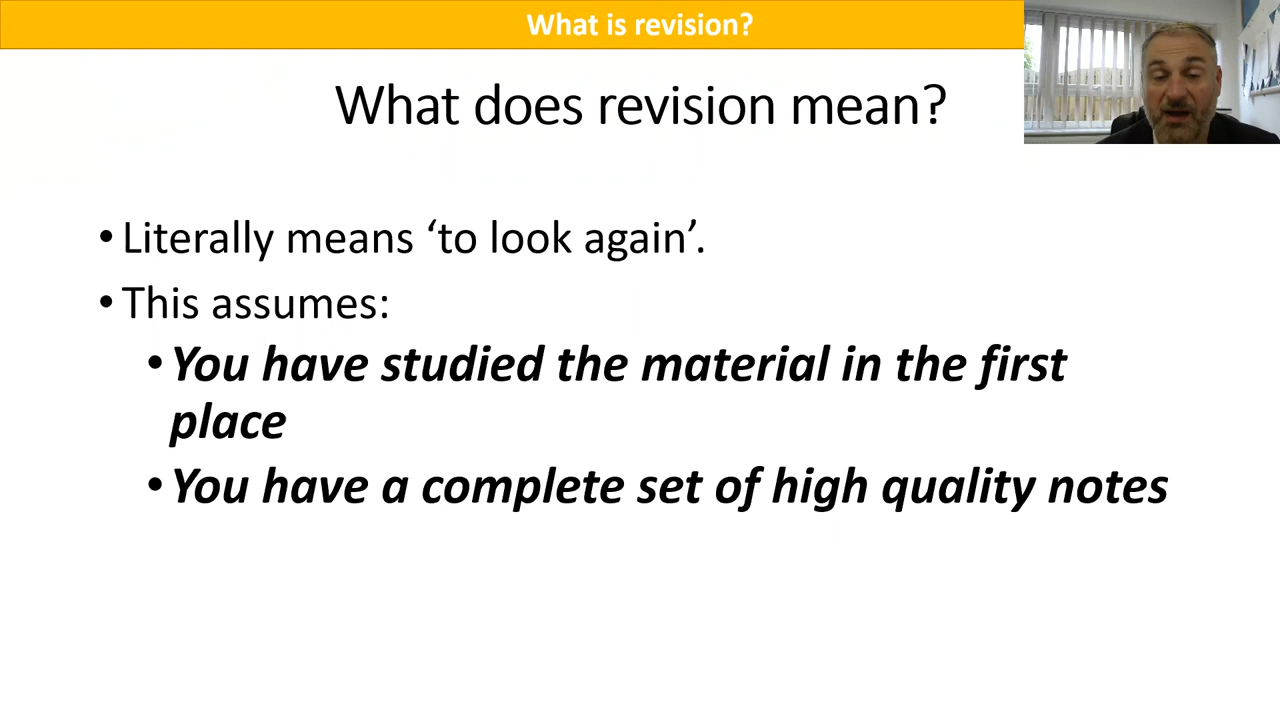 What is revision?
What does revision mean?
• Literally means ‘to look again’.
• This assumes:
• You have studied the material in the first
place
• You have a complete set of high quality notes